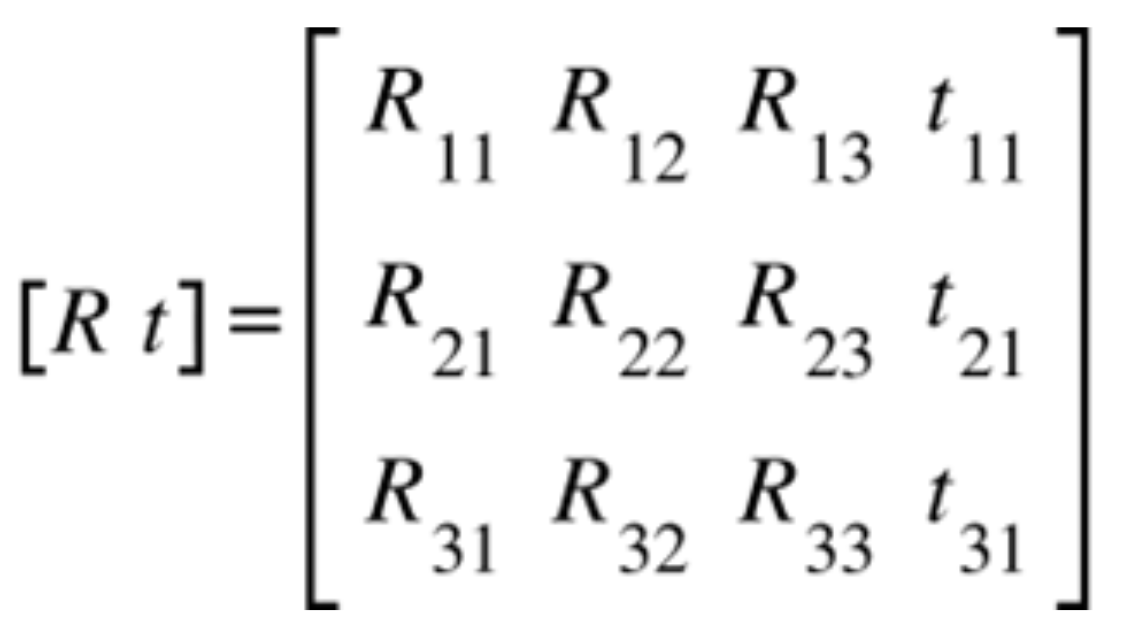 R₁₁ R₁₂ R₁₃ t₁₁
[R t] = R₂₁ R₂₂ R₂₃ t₂₁
R₃₁ R₃₂ R₃₃ t₃₁